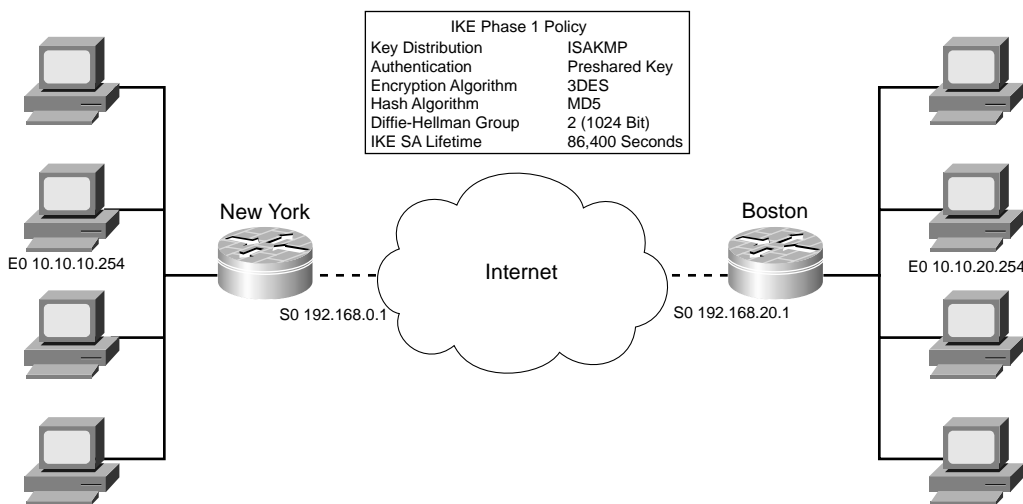 IKE Phase 1 Policy
Key Distribution ISAKMP
Authentication Preshared Key
Encryption Algorithm 3DES
Hash Algorithm MD5
Diffie-Hellman Group 2 (1024 Bit)
IKE SA Lifetime 86,400 Seconds
New York
Boston
E0 10.10.10.254
Internet
E0 10.10.20.254
S0 192.168.0.1
S0 192.168.20.1